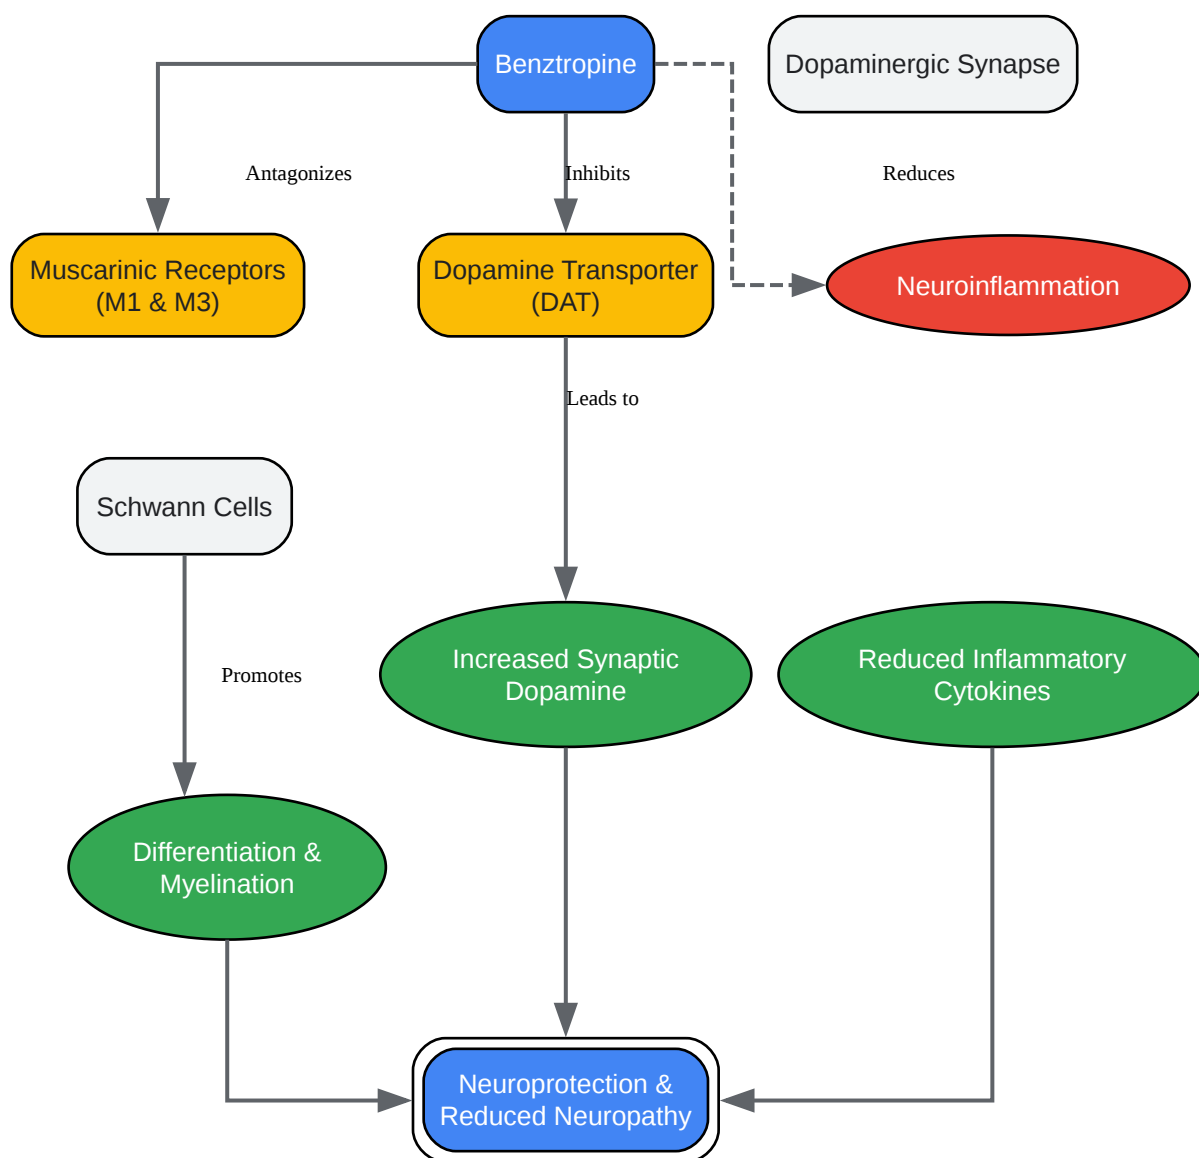 Benztropine
Dopaminergic Synapse
Antagonizes
Inhibits
Reduces
Muscarinic Receptors
(M1 & M3)
Dopamine Transporter
(DAT)
Neuroinflammation
Leads to
Schwann Cells
Increased Synaptic
Dopamine
Reduced Inflammatory
Cytokines
Promotes
Differentiation &
Myelination
Neuroprotection &
Reduced Neuropathy